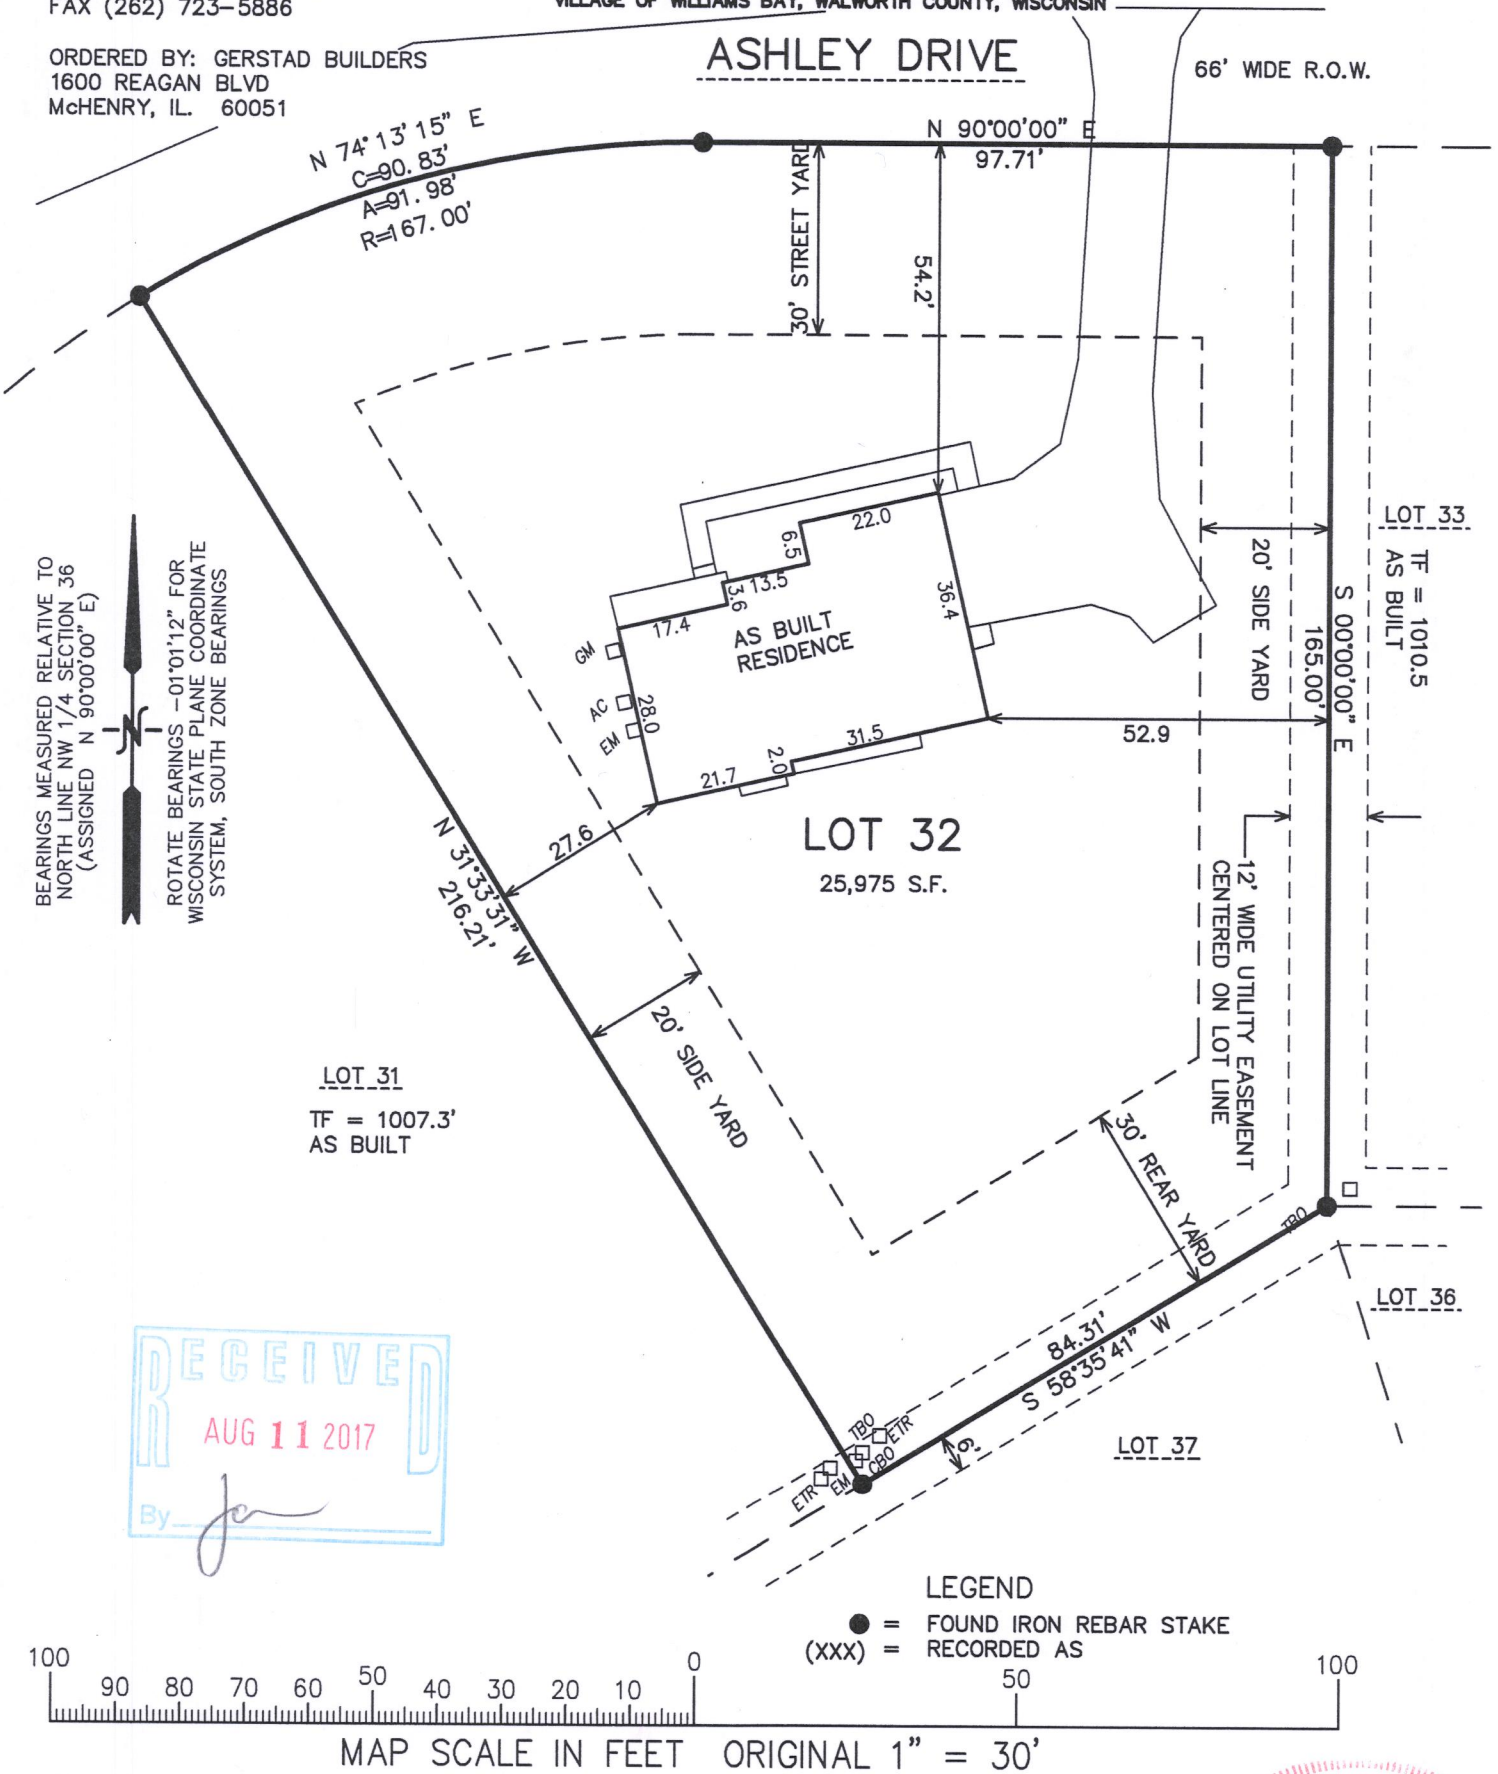 FAX (262) 723-5886
VILLAGE OF WILLIAMS BAY, WALWORTH COUNTY, WISCONSIN
ORDERED BY: GERSTAD BUILDERS
1600 REAGAN BLVD
McHENRY, IL. 60051
ASHLEY DRIVE
66' WIDE R.O.W.
N 74°13'15" E
C=90.83'
A=91.98'
R=167.00'
N 90°00'00" E
97.71'
30' STREET YARD
54.2'
22.0
6.5
13.5
3.6
17.4
36.4
AS BUILT
RESIDENCE
GM
AC
EM
28.0
31.5
2.0
21.7
27.6
52.9
20' SIDE YARD
S 00°00'00" E
165.00'
LOT 33
TF = 1010.5
AS BUILT
BEARINGS MEASURED RELATIVE TO
NORTH LINE NW 1/4 SECTION 36
(ASSIGNED N 90°00'00" E)
N
ROTATE BEARINGS -01°01'12" FOR
WISCONSIN STATE PLANE COORDINATE
SYSTEM, SOUTH ZONE BEARINGS
LOT 32
25,975 S.F.
N 31°33'31" W
216.21'
12' WIDE UTILITY EASEMENT
CENTERED ON LOT LINE
20' SIDE YARD
LOT 31
TF = 1007.3'
AS BUILT
30' REAR YARD
TBO
LOT 36
84.31'
S 58°35'41" W
LOT 37
6'
TBO
ETR
CBO
EM
ETR
RECEIVED
AUG 11 2017
By
LEGEND
● = FOUND IRON REBAR STAKE
(XXX) = RECORDED AS
100 90 80 70 60 50 40 30 20 10 0 50 100
MAP SCALE IN FEET ORIGINAL 1" = 30'